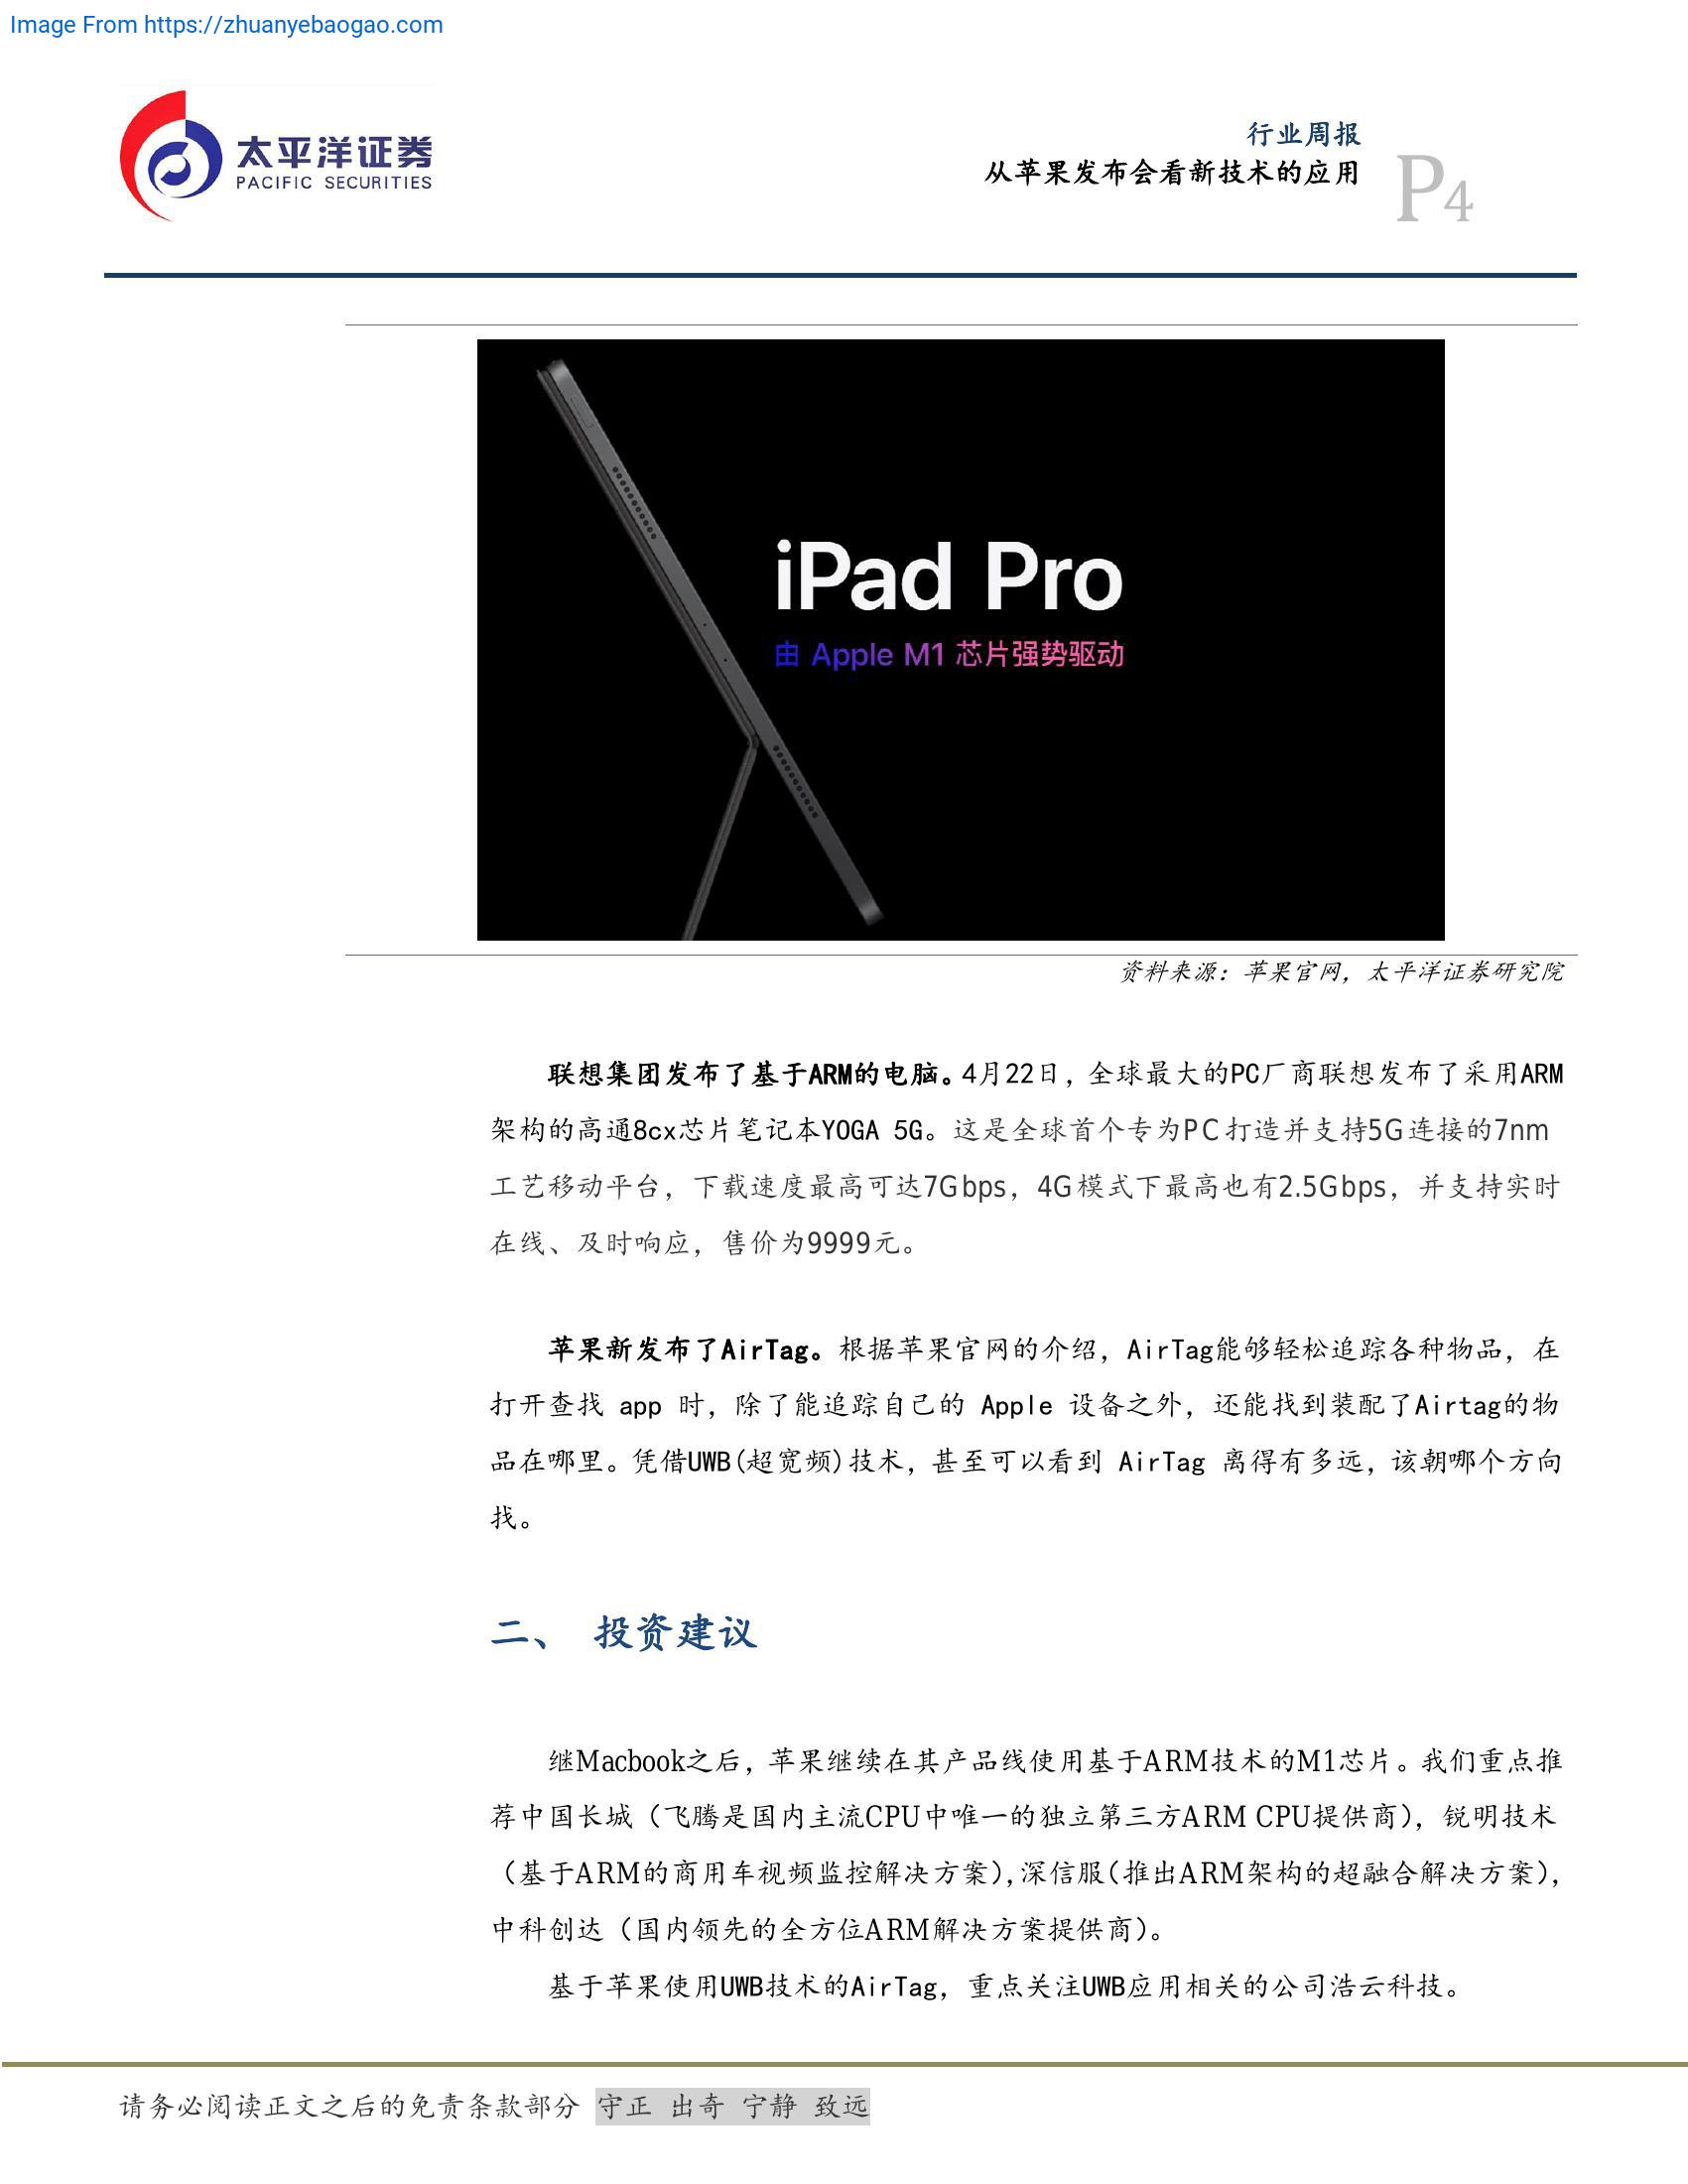 Image From https://zhuanyebaogao.com
太平洋证券
PACIFIC SECURITIES
行业周报
从苹果发布会看新技术的应用
P4
iPad Pro
由 Apple M1 芯片强势驱动
资料来源：苹果官网，太平洋证券研究院
联想集团发布了基于ARM的电脑。4月22日，全球最大的PC厂商联想发布了采用ARM
架构的高通8cx芯片笔记本YOGA 5G。这是全球首个专为PC打造并支持5G连接的7nm
工艺移动平台，下载速度最高可达7Gbps，4G模式下最高也有2.5Gbps，并支持实时
在线、及时响应，售价为9999元。
苹果新发布了AirTag。根据苹果官网的介绍，AirTag能够轻松追踪各种物品，在
打开查找 app 时，除了能追踪自己的 Apple 设备之外，还能找到装配了Airtag的物
品在哪里。凭借UWB(超宽频)技术，甚至可以看到 AirTag 离得有多远，该朝哪个方向
找。
二、 投资建议
继Macbook之后，苹果继续在其产品线使用基于ARM技术的M1芯片。我们重点推
荐中国长城（飞腾是国内主流CPU中唯一的独立第三方ARM CPU提供商），锐明技术
（基于ARM的商用车视频监控解决方案），深信服（推出ARM架构的超融合解决方案），
中科创达（国内领先的全方位ARM解决方案提供商）。
基于苹果使用UWB技术的AirTag，重点关注UWB应用相关的公司浩云科技。
请务必阅读正文之后的免责条款部分 守正 出奇 宁静 致远